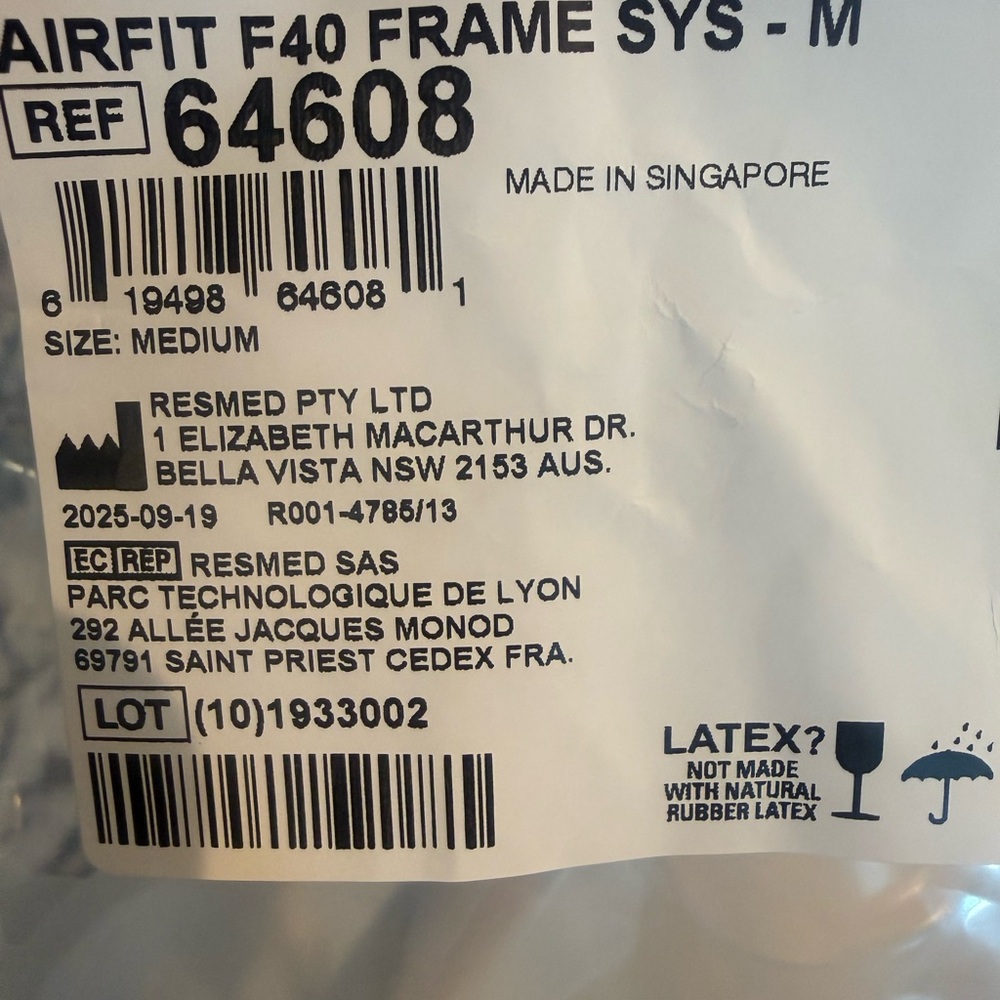 AIRFIT F40 FRAME SYS - M
REF 64608
MADE IN SINGAPORE
6 19498 64608 1
SIZE: MEDIUM
RESMED PTY LTD
1 ELIZABETH MACARTHUR DR.
BELLA VISTA NSW 2153 AUS.
2025-09-19 R001-4785/13
EC REP RESMED SAS
PARC TECHNOLOGIQUE DE LYON
292 ALLÉE JACQUES MONOD
69791 SAINT PRIEST CEDEX FRA.
LOT (10)1933002
LATEX?
NOT MADE
WITH NATURAL
RUBBER LATEX